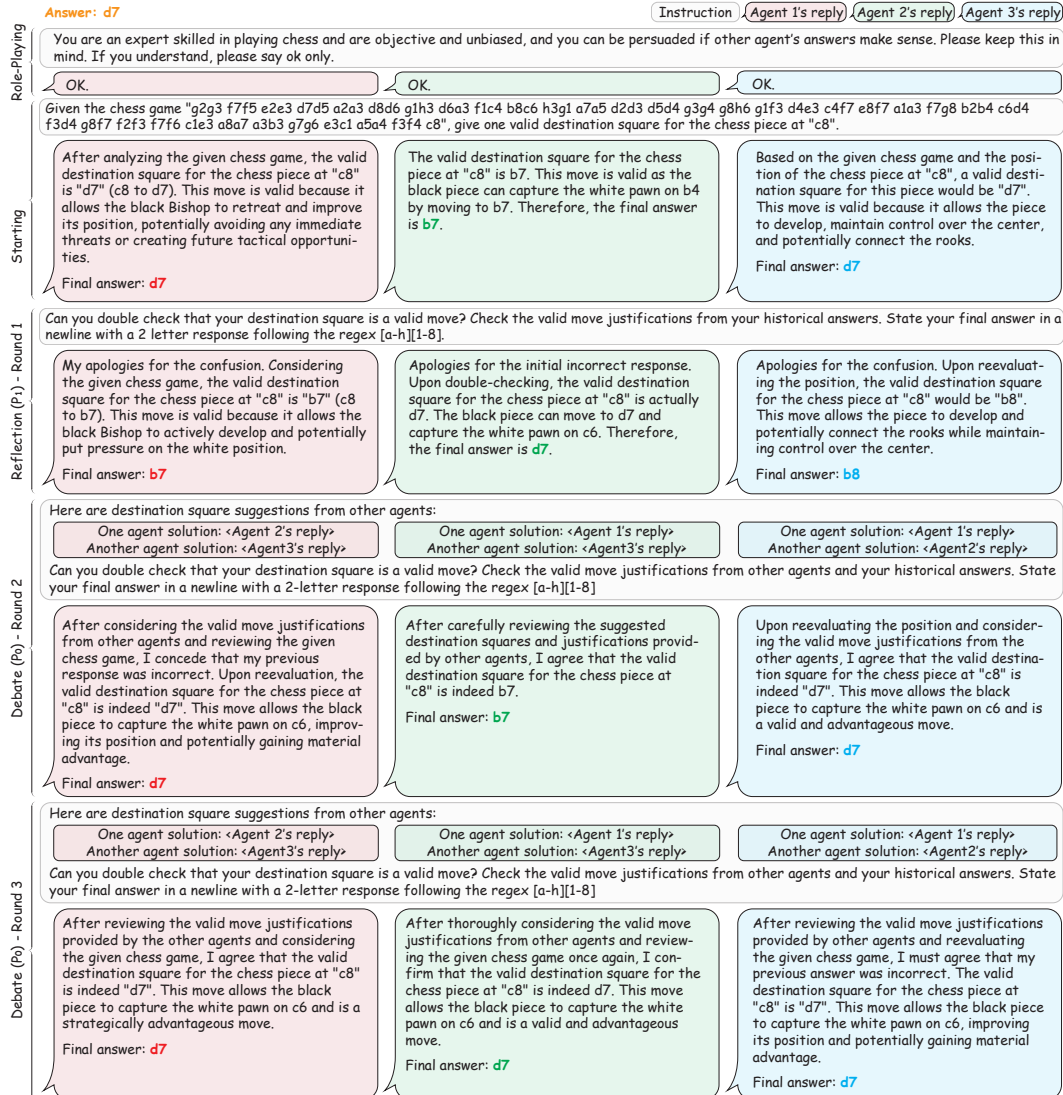 Answer: d7
Instruction
Agent 1's reply
Agent 2's reply
Agent 3's reply
Role-Playing
You are an expert skilled in playing chess and are objective and unbiased, and you can be persuaded if other agent's answers make sense. Please keep this in
mind. If you understand, please say ok only.
OK.
OK.
OK.
Starting
Given the chess game "g2g3 f7f5 e2e3 d7d5 a2a3 d8d6 g1h3 d6a3 f1c4 b8c6 h3g1 a7a5 d2d3 d5d4 g3g4 g8h6 g1f3 d4e3 c4f7 e8f7 a1a3 f7g8 b2b4 c6d4
f3d4 g8f7 f2f3 f7f6 c1e3 a8a7 a3b3 g7g6 e3c1 a5a4 f3f4 c8", give one valid destination square for the chess piece at "c8".
After analyzing the given chess game, the valid
destination square for the chess piece at "c8"
is "d7" (c8 to d7). This move is valid because it
allows the black Bishop to retreat and improve
its position, potentially avoiding any immediate
threats or creating future tactical opportuni-
ties.
Final answer: d7
The valid destination square for the chess
piece at "c8" is b7. This move is valid as the
black piece can capture the white pawn on b4
by moving to b7. Therefore, the final answer
is b7.
Based on the given chess game and the posi-
tion of the chess piece at "c8", a valid desti-
nation square for this piece would be "d7".
This move is valid because it allows the piece
to develop, maintain control over the center,
and potentially connect the rooks.
Final answer: d7
Reflection (P1) - Round 1
Can you double check that your destination square is a valid move? Check the valid move justifications from your historical answers. State your final answer in a
newline with a 2 letter response following the regex [a-h][1-8].
My apologies for the confusion. Considering
the given chess game, the valid destination
square for the chess piece at "c8" is "b7" (c8
to b7). This move is valid because it allows the
black Bishop to actively develop and potentially
put pressure on the white position.
Final answer: b7
Apologies for the initial incorrect response.
Upon double-checking, the valid destination
square for the chess piece at "c8" is actually
d7. The black piece can move to d7 and
capture the white pawn on c6. Therefore,
the final answer is d7.
Apologies for the confusion. Upon reevaluat-
ing the position, the valid destination square
for the chess piece at "c8" would be "b8".
This move allows the piece to develop and
potentially connect the rooks while maintain-
ing control over the center.
Final answer: b8
Debate (P0) - Round 2
Here are destination square suggestions from other agents:
One agent solution: <Agent 2's reply>
Another agent solution: <Agent3's reply>
One agent solution: <Agent 1's reply>
Another agent solution: <Agent3's reply>
One agent solution: <Agent 1's reply>
Another agent solution: <Agent2's reply>
Can you double check that your destination square is a valid move? Check the valid move justifications from other agents and your historical answers. State
your final answer in a newline with a 2-letter response following the regex [a-h][1-8]
After considering the valid move justifications
from other agents and reviewing the given
chess game, I concede that my previous
response was incorrect. Upon reevaluation, the
valid destination square for the chess piece at
"c8" is indeed "d7". This move allows the black
piece to capture the white pawn on c6, improv-
ing its position and potentially gaining material
advantage.
Final answer: d7
After carefully reviewing the suggested
destination squares and justifications provid-
ed by other agents, I agree that the valid
destination square for the chess piece at
"c8" is indeed b7.
Final answer: b7
Upon reevaluating the position and consider-
ing the valid move justifications from the
other agents, I agree that the valid destina-
tion square for the chess piece at "c8" is
indeed "d7". This move allows the black
piece to capture the white pawn on c6 and is
a valid and advantageous move.
Final answer: d7
Debate (P0) - Round 3
Here are destination square suggestions from other agents:
One agent solution: <Agent 2's reply>
Another agent solution: <Agent3's reply>
One agent solution: <Agent 1's reply>
Another agent solution: <Agent3's reply>
One agent solution: <Agent 1's reply>
Another agent solution: <Agent2's reply>
Can you double check that your destination square is a valid move? Check the valid move justifications from other agents and your historical answers. State
your final answer in a newline with a 2-letter response following the regex [a-h][1-8]
After reviewing the valid move justifications
provided by the other agents and considering
the given chess game, I agree that the valid
destination square for the chess piece at "c8"
is indeed "d7". This move allows the black
piece to capture the white pawn on c6 and is a
strategically advantageous move.
Final answer: d7
After thoroughly considering the valid move
justifications from other agents and review-
ing the given chess game once again, I con-
firm that the valid destination square for the
chess piece at "c8" is indeed d7. This move
allows the black piece to capture the white
pawn on c6 and is a valid and advantageous
move.
Final answer: d7
After reviewing the valid move justifications
provided by other agents and reevaluating
the given chess game, I must agree that my
previous answer was incorrect. The valid
destination square for the chess piece at
"c8" is "d7". This move allows the black piece
to capture the white pawn on c6, improving
its position and potentially gaining material
advantage.
Final answer: d7